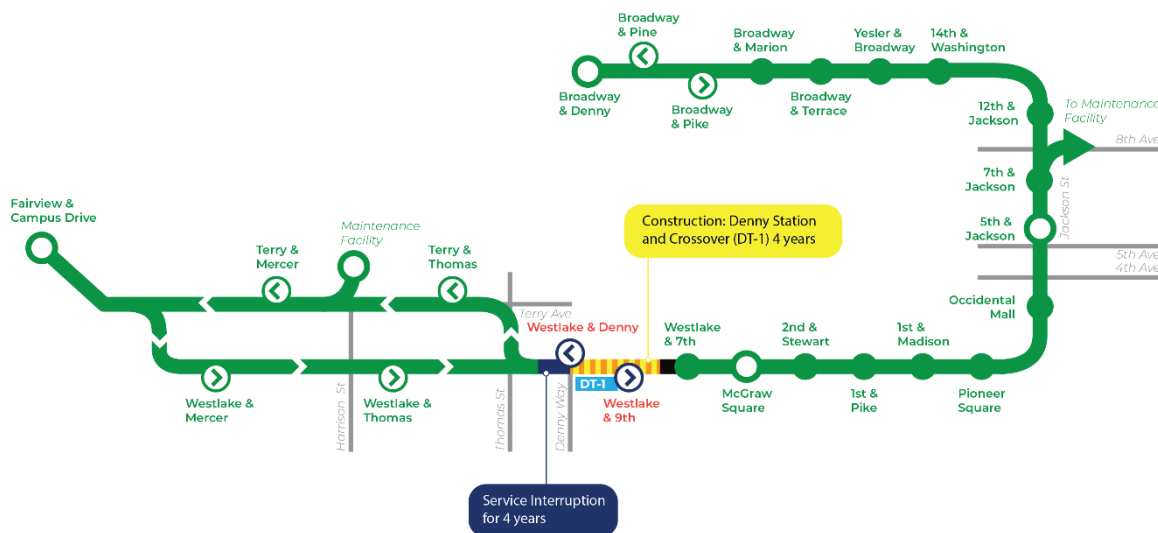 Broadway
& Pine
Broadway
& Marion
Yesler &
Broadway
14th &
Washington
Broadway
& Denny
Broadway
& Pike
Broadway
& Terrace
12th &
Jackson
To Maintenance
Facility
8th Ave
7th &
Jackson
Jackson St
5th &
Jackson
5th Ave
4th Ave
Occidental
Mall
Fairview &
Campus Drive
Maintenance
Facility
Terry &
Mercer
Terry &
Thomas
Construction: Denny Station
and Crossover (DT-1) 4 years
Terry Ave
Westlake & Denny
Westlake
& 7th
2nd &
Stewart
1st &
Madison
DT-1
Westlake &
Mercer
Westlake &
Thomas
Westlake
& 9th
McGraw
Square
1st &
Pike
Pioneer
Square
Harrison St
Thomas St
Denny Way
Service Interruption
for 4 years